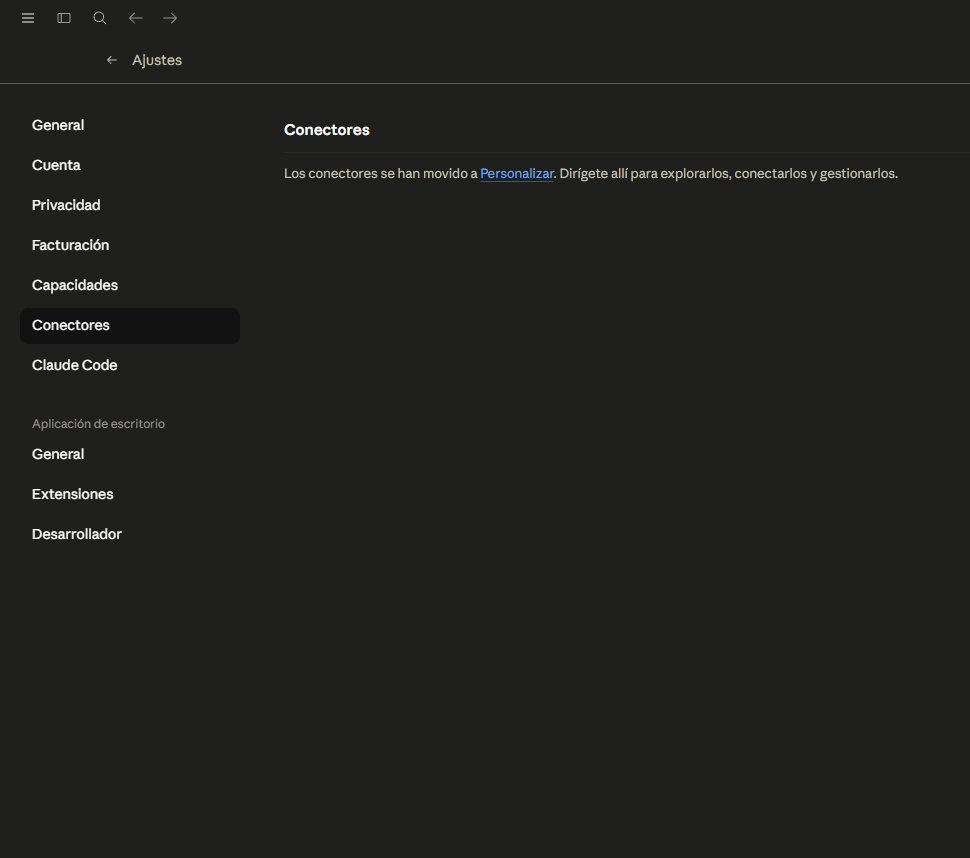 Ajustes
General
Cuenta
Privacidad
Facturación
Capacidades
Conectores
Claude Code
Aplicación de escritorio
General
Extensiones
Desarrollador
Conectores
Los conectores se han movido a Personalizar. Dirígete allí para explorarlos, conectarlos y gestionarlos.